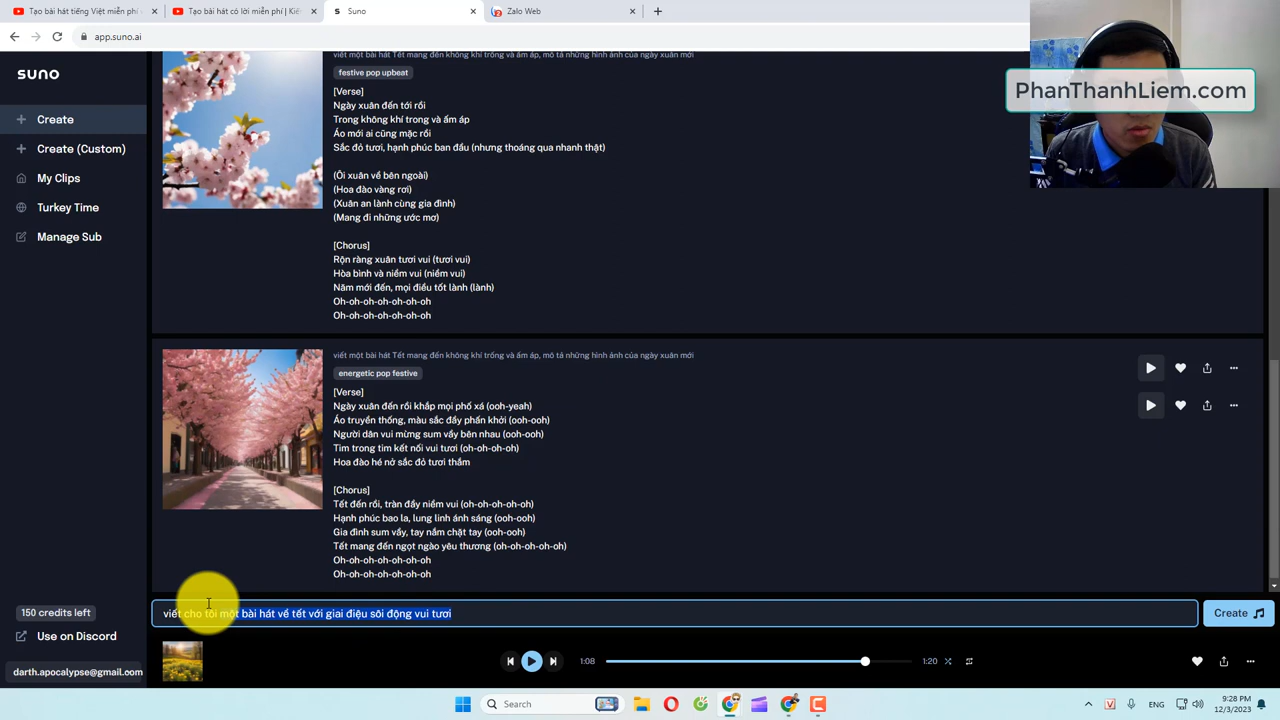 Tạo bài hát tiếng Việt miễn phí
Tạo bài hát có lời miễn phí | Kiế
Suno
Zalo Web
app.suno.ai
PhanThanhLiem.com
SUNO
Create
Create (Custom)
My Clips
Turkey Time
Manage Sub
150 credits left
Use on Discord
darth.apocalypse@gmail.com
viết một bài hát Tết mang đến không khí trống và ấm áp, mô tả những hình ảnh của ngày xuân mới
festive pop upbeat
[Verse]
Ngày xuân đến tới rồi
Trong không khí trong và ấm áp
Áo mới ai cũng mặc rồi
Sắc đỏ tươi, hạnh phúc ban đầu (nhưng thoáng qua nhanh thật)
(Ôi xuân về bên ngoài)
(Hoa đào vàng rơi)
(Xuân an lành cùng gia đình)
(Mang đi những ước mơ)
[Chorus]
Rộn ràng xuân tươi vui (tươi vui)
Hòa bình và niềm vui (niềm vui)
Năm mới đến, mọi điều tốt lành (lành)
Oh-oh-oh-oh-oh-oh-oh
Oh-oh-oh-oh-oh-oh-oh
viết một bài hát Tết mang đến không khí trống và ấm áp, mô tả những hình ảnh của ngày xuân mới
energetic pop festive
[Verse]
Ngày xuân đến rồi khắp mọi phố xá (ooh-yeah)
Áo truyền thống, màu sắc đầy phấn khởi (ooh-ooh)
Người dân vui mừng sum vầy bên nhau (ooh-ooh)
Tìm trong tim kết nối vui tươi (oh-oh-oh-oh)
Hoa đào hé nở sắc đỏ tươi thắm
[Chorus]
Tết đến rồi, tràn đầy niềm vui (oh-oh-oh-oh-oh)
Hạnh phúc bao la, lung linh ánh sáng (ooh-ooh)
Gia đình sum vầy, tay nắm chặt tay (ooh-ooh)
Tết mang đến ngọt ngào yêu thương (oh-oh-oh-oh-oh)
Oh-oh-oh-oh-oh-oh-oh
Oh-oh-oh-oh-oh-oh-oh
viết cho tôi một bài hát về tết với giai điệu sôi động vui tươi
Create
1:08
1:20
Search
ENG
9:28 PM
12/3/2023